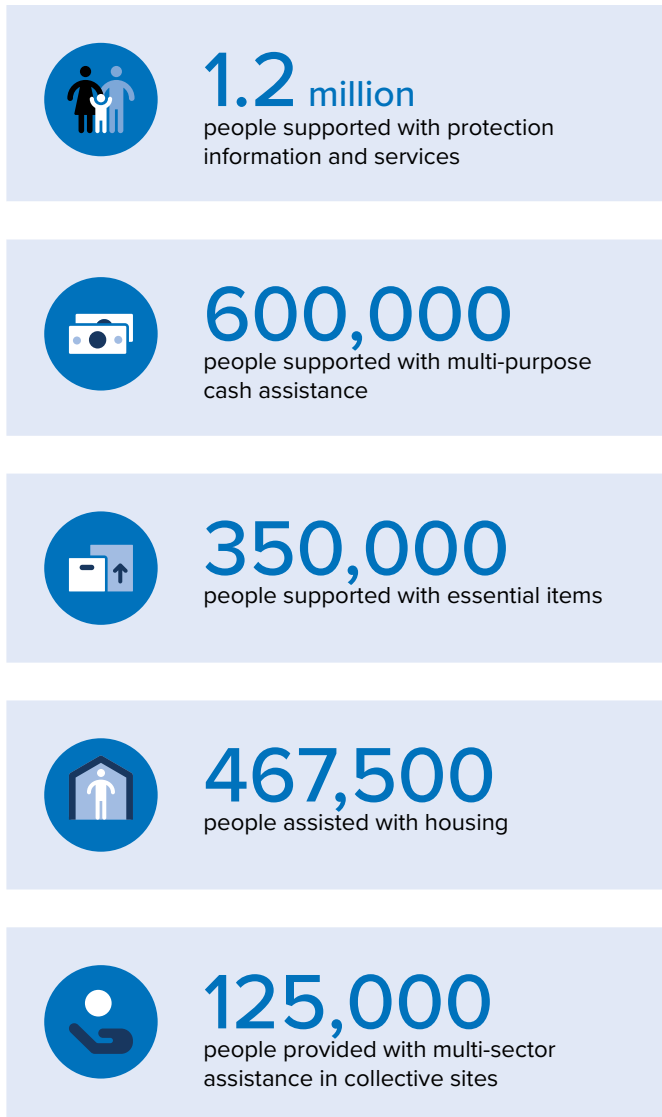 1.2 million
people supported with protection
information and services
600,000
people supported with multi-purpose
cash assistance
350,000
people supported with essential items
467,500
people assisted with housing
125,000
people provided with multi-sector
assistance in collective sites